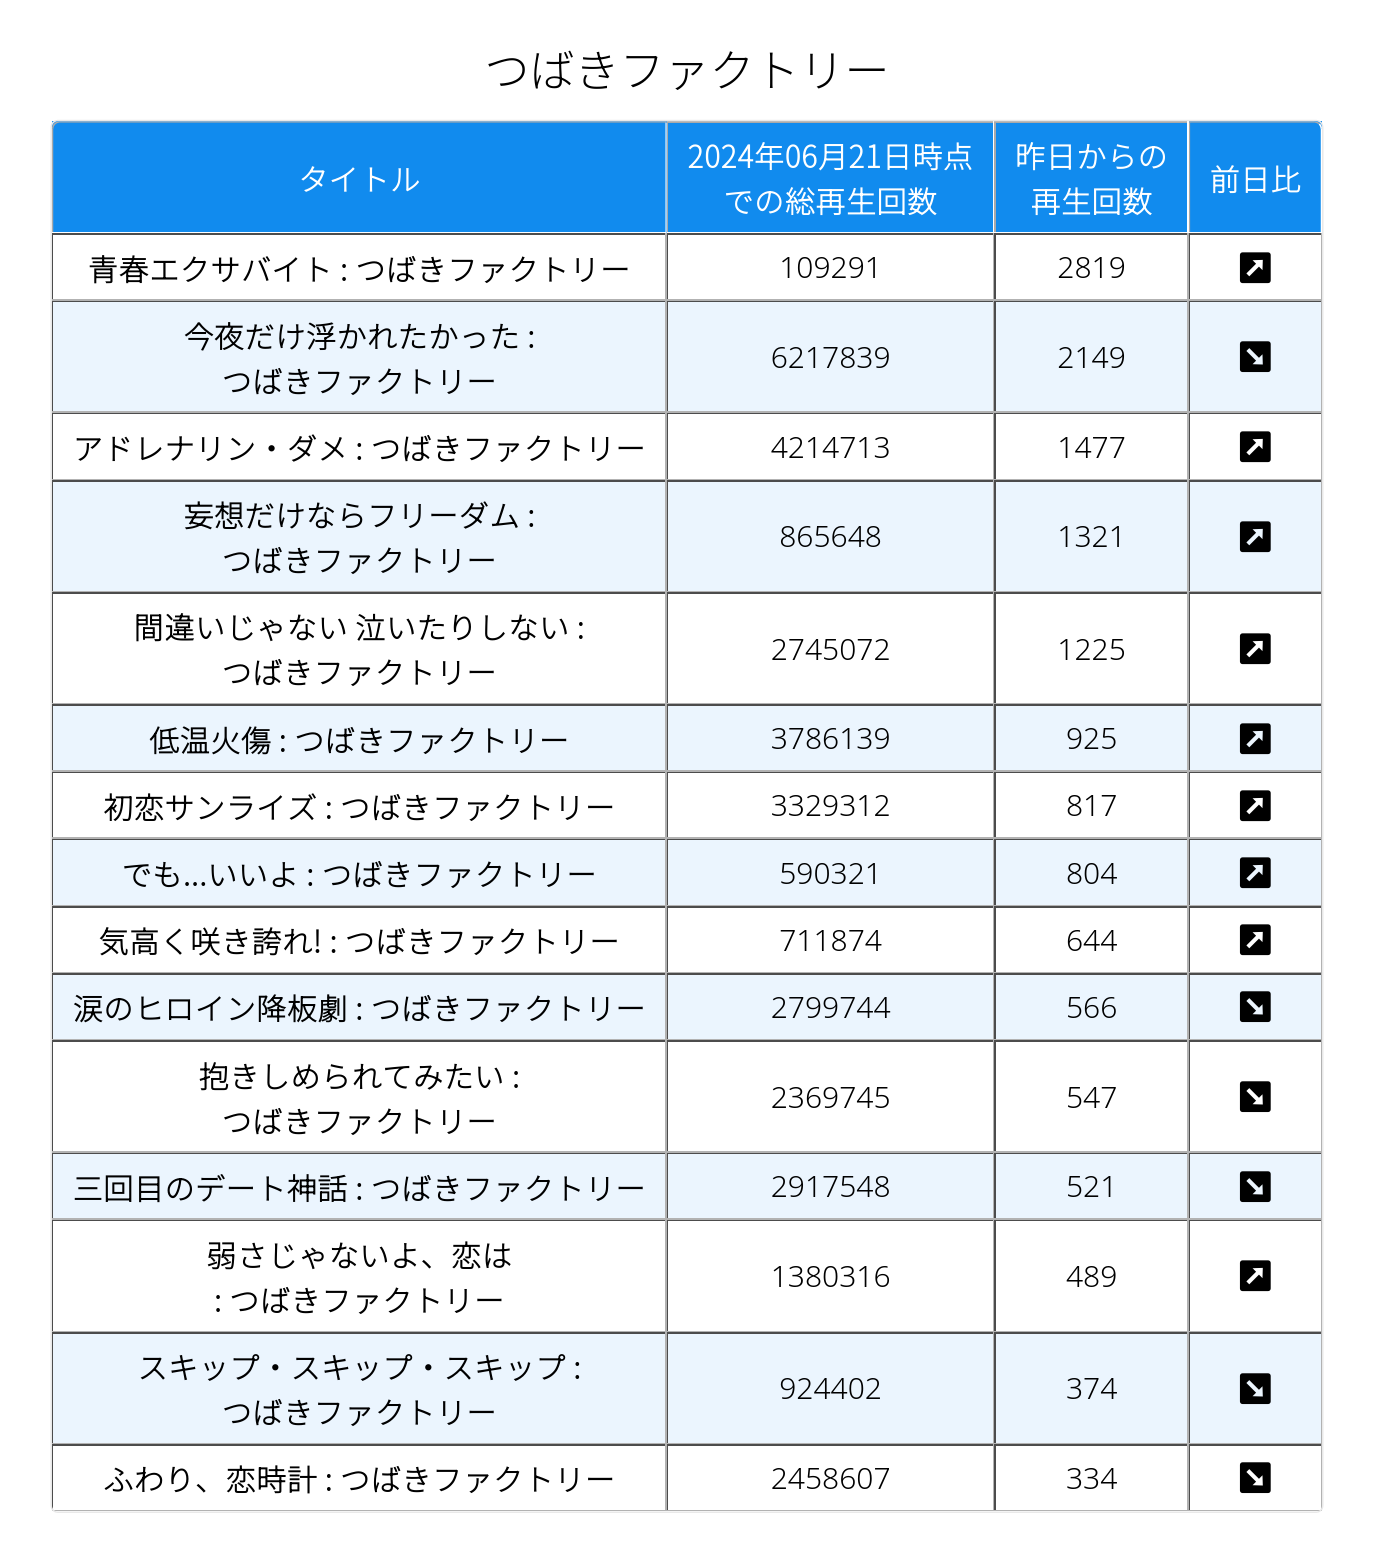 つばきファクトリー
タイトル
2024年06月21日時点
での総再生回数
昨日からの
再生回数
前日比
青春エクサバイト : つばきファクトリー 109291 2819
今夜だけ浮かれたかった :
つばきファクトリー
6217839 2149
アドレナリン・ダメ : つばきファクトリー 4214713 1477
妄想だけならフリーダム :
つばきファクトリー
865648 1321
間違いじゃない 泣いたりしない :
つばきファクトリー
2745072 1225
低温火傷 : つばきファクトリー 3786139 925
初恋サンライズ : つばきファクトリー 3329312 817
でも...いいよ : つばきファクトリー 590321 804
気高く咲き誇れ! : つばきファクトリー 711874 644
涙のヒロイン降板劇 : つばきファクトリー 2799744 566
抱きしめられてみたい :
つばきファクトリー
2369745 547
三回目のデート神話 : つばきファクトリー 2917548 521
弱さじゃないよ、恋は
: つばきファクトリー
1380316 489
スキップ・スキップ・スキップ :
つばきファクトリー
924402 374
ふわり、恋時計 : つばきファクトリー 2458607 334